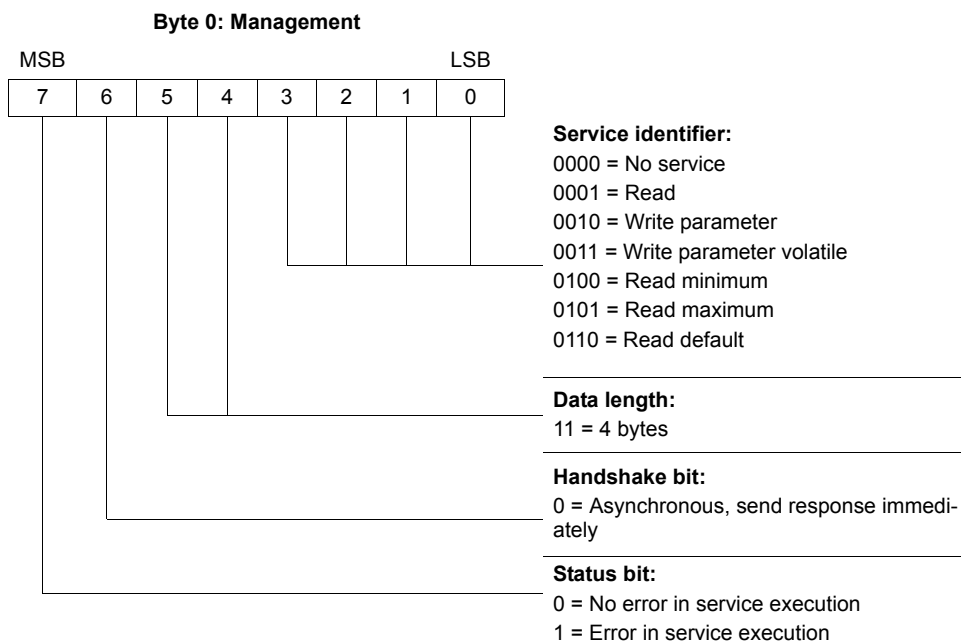 Byte 0: Management
MSB LSB
7 6 5 4 3 2 1 0
Service identifier:
0000 = No service
0001 = Read
0010 = Write parameter
0011 = Write parameter volatile
0100 = Read minimum
0101 = Read maximum
0110 = Read default
Data length:
11 = 4 bytes
Handshake bit:
0 = Asynchronous, send response immedi-
ately
Status bit:
0 = No error in service execution
1 = Error in service execution